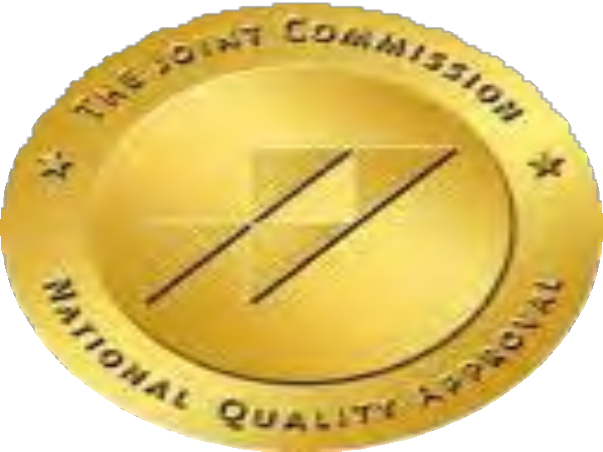 THE JOINT COMMISSION
NATIONAL QUALITY APPROVAL